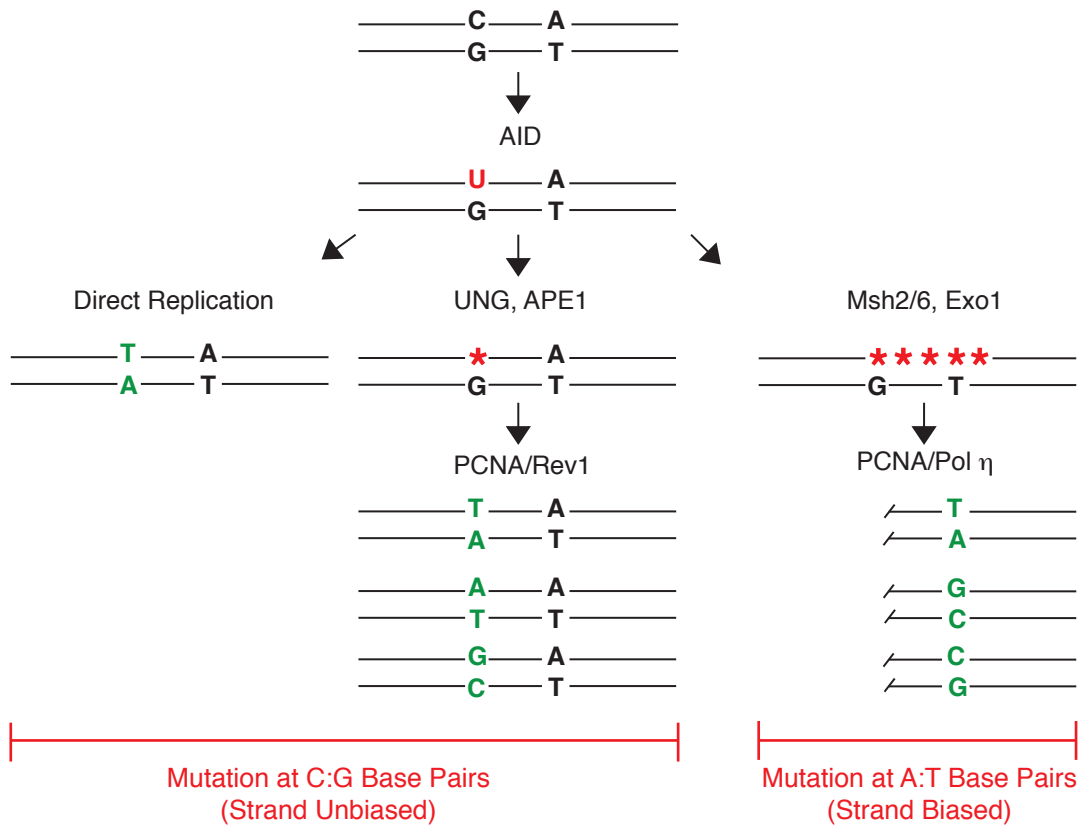 C A
G T
AID
U A
G T
Direct Replication
UNG, APE1
Msh2/6, Exo1
T A
A T
* A
G T
* * * * *
G T
PCNA/Rev1
PCNA/Pol η
T A
A T
A A
T T
G A
C T
T
A
G
C
C
G
Mutation at C:G Base Pairs
(Strand Unbiased)
Mutation at A:T Base Pairs
(Strand Biased)